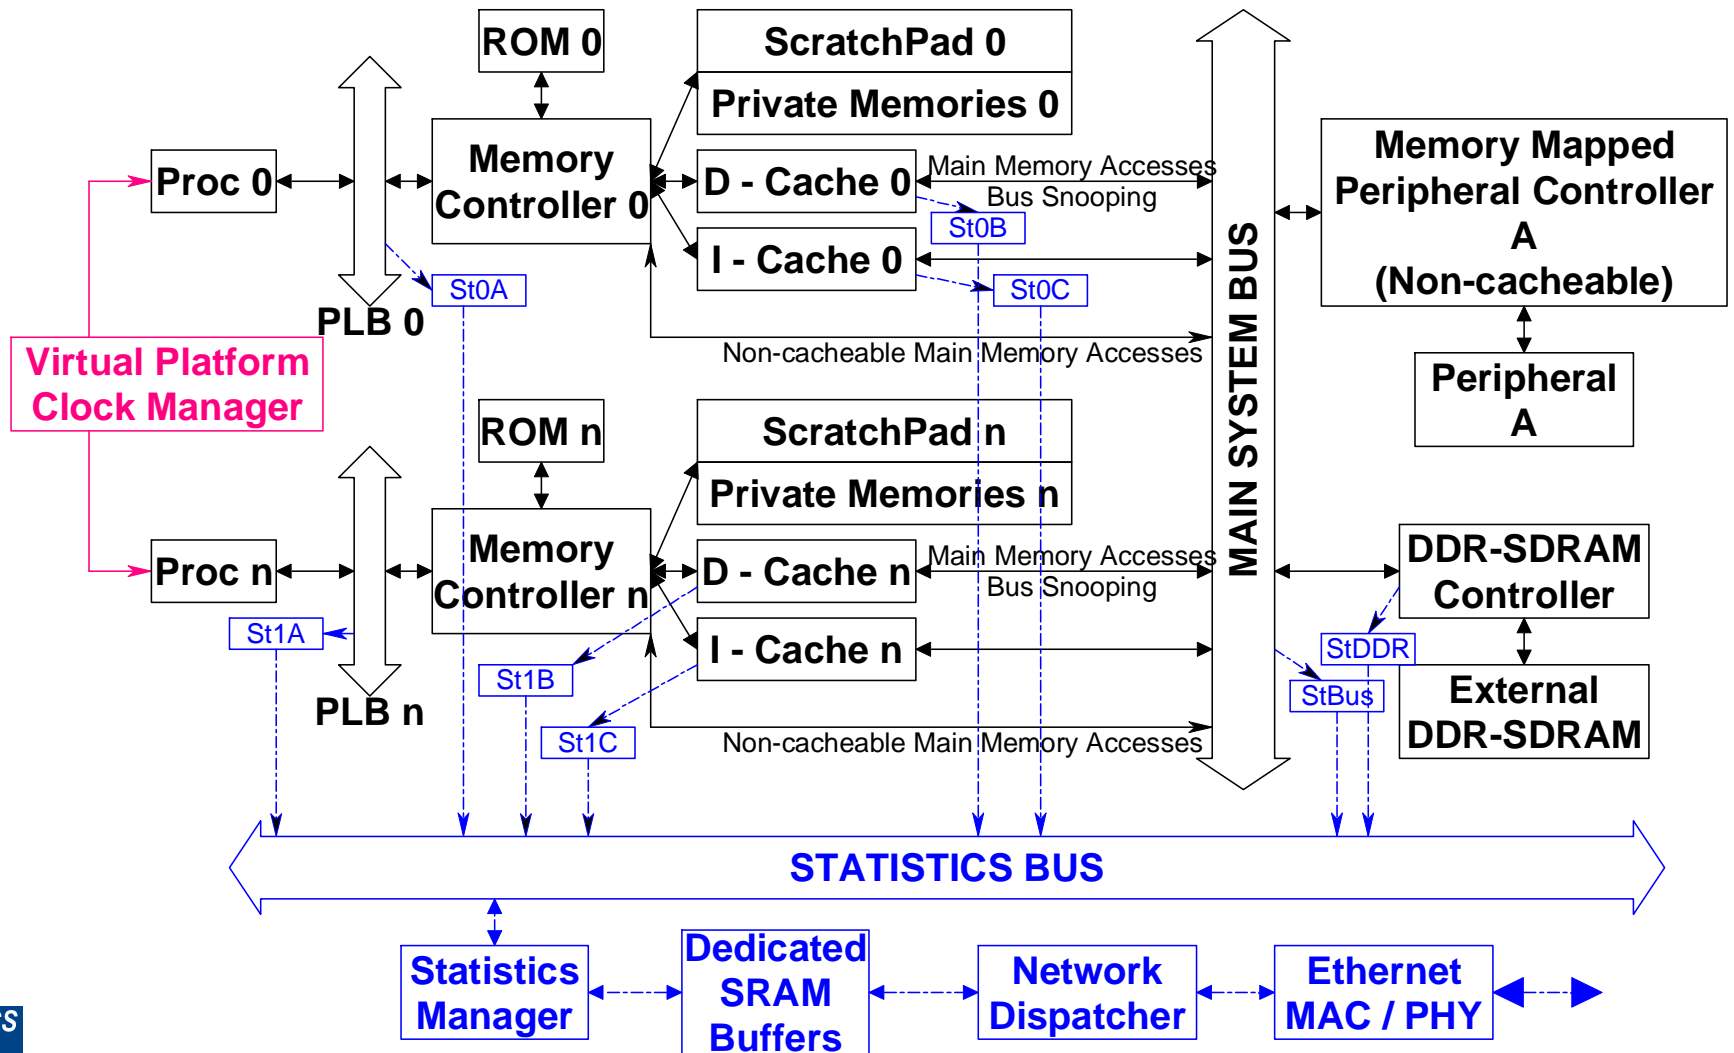 ROM 0
ScratchPad 0
Private Memories 0
Proc 0
Memory
Controller 0
D - Cache 0
Main Memory Accesses
Bus Snooping
St0B
I - Cache 0
St0A
St0C
PLB 0
Non-cacheable Main Memory Accesses
MAIN SYSTEM BUS
Memory Mapped
Peripheral Controller
A
(Non-cacheable)
Peripheral
A
Virtual Platform
Clock Manager
ROM n
ScratchPad n
Private Memories n
Proc n
Memory
Controller n
D - Cache n
Main Memory Accesses
Bus Snooping
I - Cache n
St1A
St1B
St1C
PLB n
Non-cacheable Main Memory Accesses
DDR-SDRAM
Controller
StDDR
StBus
External
DDR-SDRAM
STATISTICS BUS
Statistics
Manager
Dedicated
SRAM
Buffers
Network
Dispatcher
Ethernet
MAC / PHY